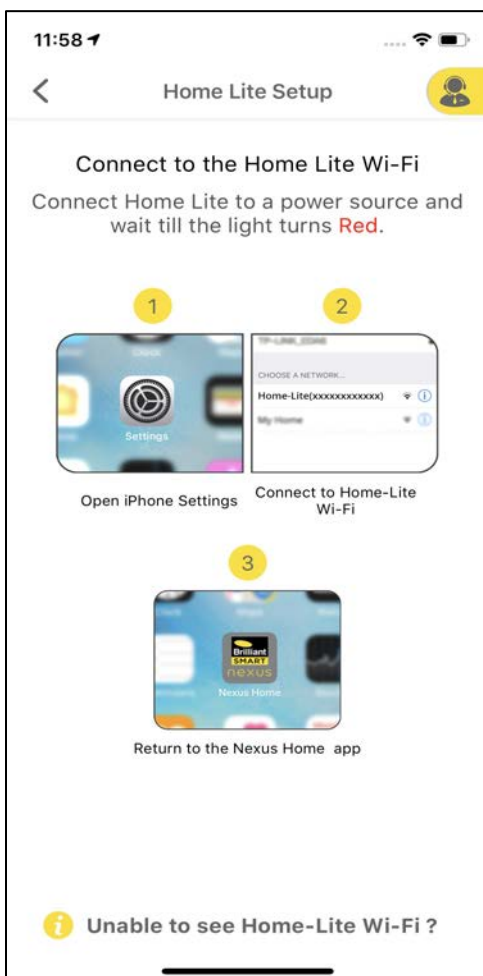 11:58
Home Lite Setup
Connect to the Home Lite Wi-Fi
Connect Home Lite to a power source and
wait till the light turns Red.
1
2
Settings
TP-LINK_
CHOOSE A NETWORK...
Home-Lite(xxxxxxxxxxxx)
My Home
Open iPhone Settings
Connect to Home-Lite
Wi-Fi
3
Brilliant
SMART
nexus
Nexus Home
Return to the Nexus Home app
Unable to see Home-Lite Wi-Fi ?